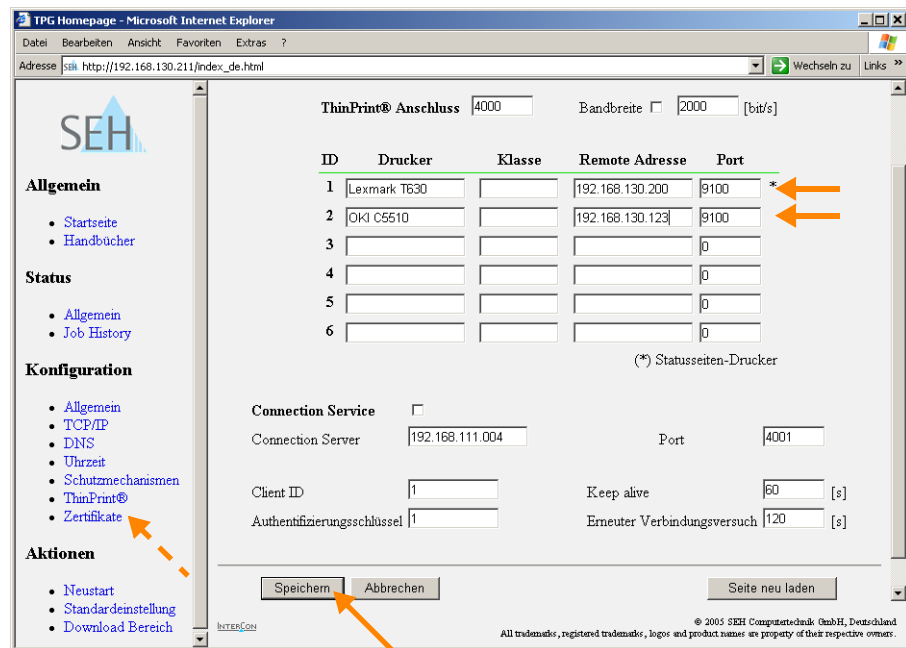 TPG Homepage - Microsoft Internet Explorer
Datei Bearbeiten Ansicht Favoriten Extras ?
Adresse SEH http://192.168.130.211/index_de.html Wechseln zu Links »
SEH
Allgemein
• Startseite
• Handbücher
Status
• Allgemein
• Job History
Konfiguration
• Allgemein
• TCP/IP
• DNS
• Uhrzeit
• Schutzmechanismen
• ThinPrint®
• Zertifikate
Aktionen
• Neustart
• Standardeinstellung
• Download Bereich
ThinPrint® Anschluss 4000 Bandbreite 2000 [bit/s]
ID Drucker Klasse Remote Adresse Port
1 Lexmark T630 192.168.130.200 9100 *
2 OKI C5510 192.168.130.123 9100
3 0
4 0
5 0
6 0
(*) Statusseiten-Drucker
Connection Service
Connection Server 192.168.111.004 Port 4001
Client ID 1 Keep alive 60 [s]
Authentifizierungsschlüssel 1 Erneuter Verbindungsversuch 120 [s]
Speichern Abbrechen Seite neu laden
INTERCON
© 2005 SEH Computertechnik GmbH, Deutschland
All trademarks, registered trademarks, logos and product names are property of their respective owners.